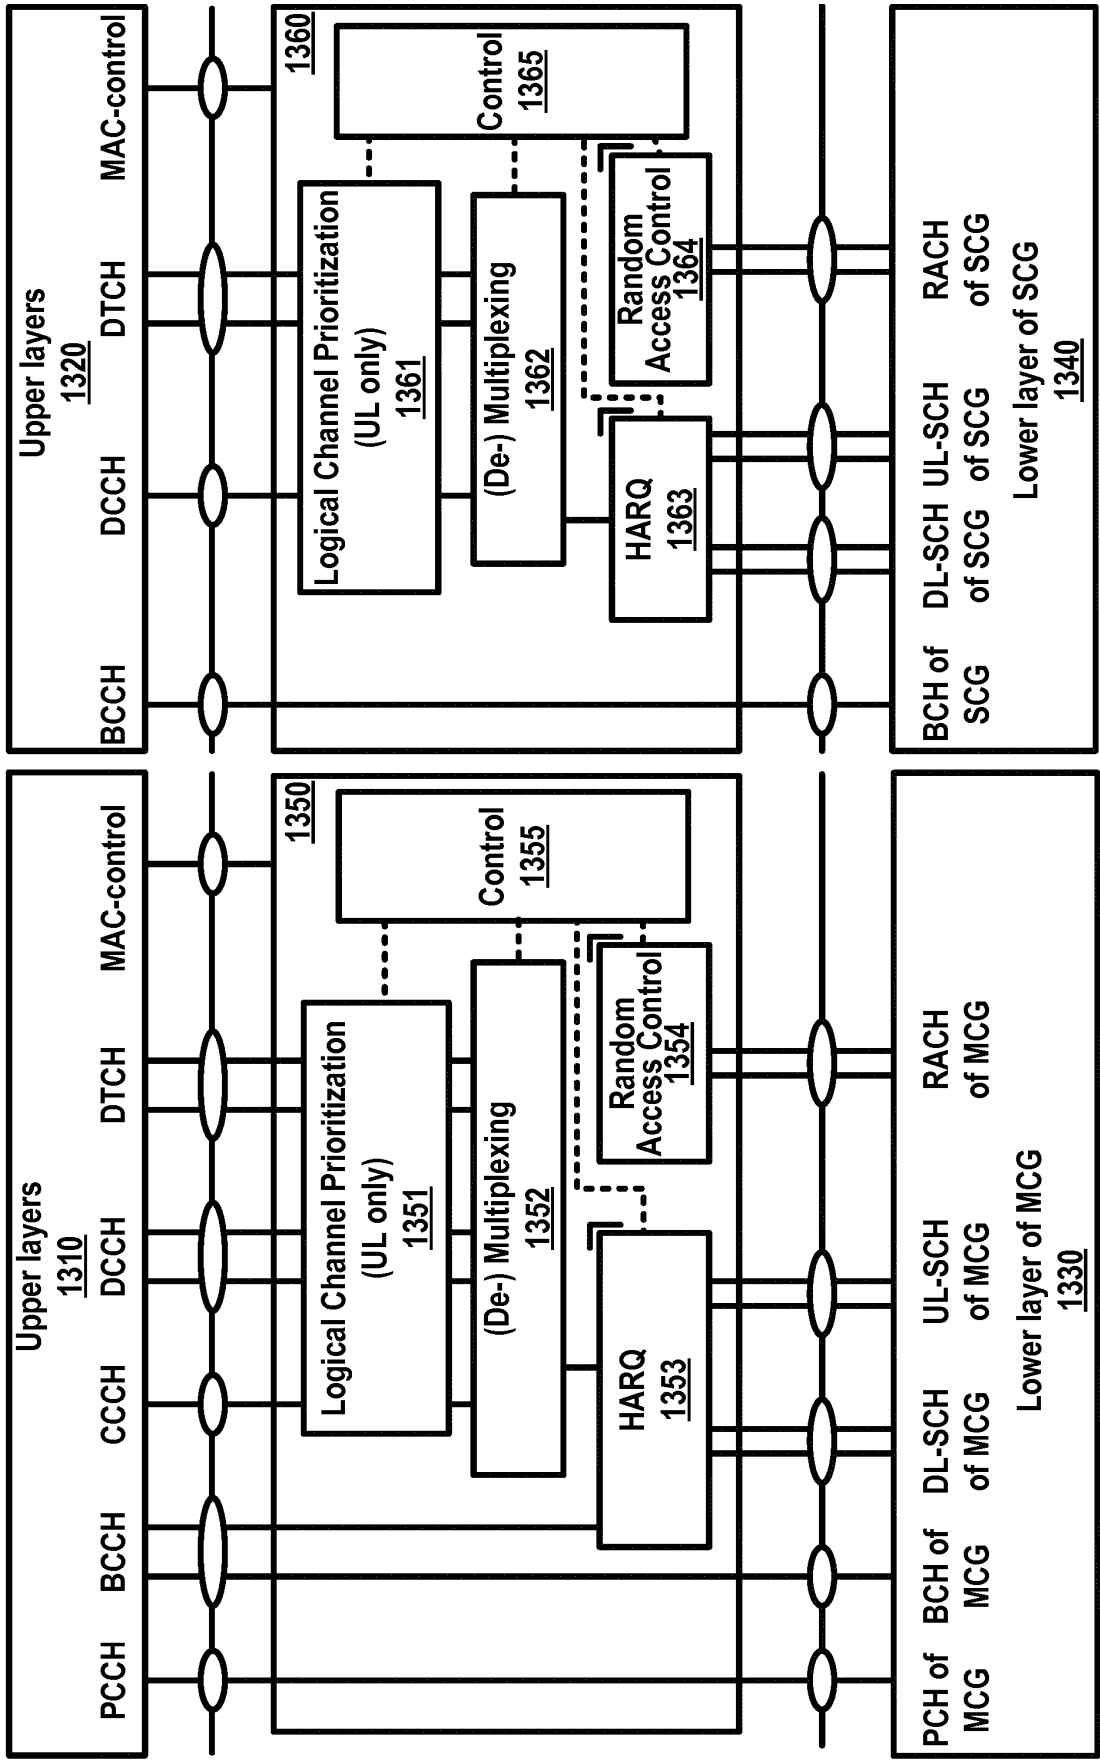 Upper layers
1310
PCCH
BCCH
CCCH
DCCH
DTCH
MAC-control
1350
Logical Channel Prioritization
(UL only)
1351
Control
1355
(De-) Multiplexing
1352
HARQ
1353
Random
Access Control
1354
PCH of
MCG
BCH of
MCG
DL-SCH
of MCG
UL-SCH
of MCG
RACH
of MCG
Lower layer of MCG
1330
Upper layers
1320
BCCH
DCCH
DTCH
MAC-control
1360
Logical Channel Prioritization
(UL only)
1361
Control
1365
(De-) Multiplexing
1362
HARQ
1363
Random
Access Control
1364
BCH of
SCG
DL-SCH
of SCG
UL-SCH
of SCG
RACH
of SCG
Lower layer of SCG
1340